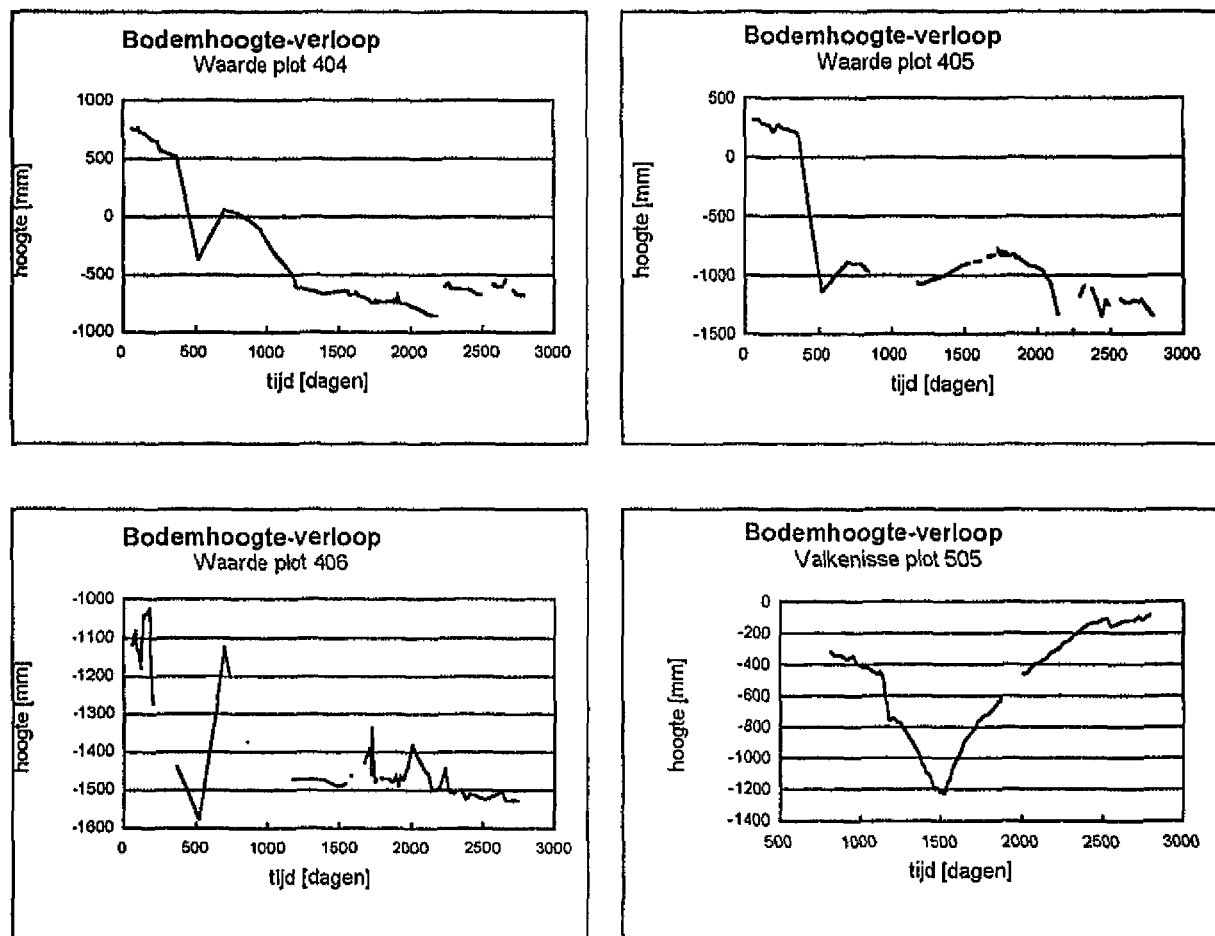 Bodemhoogte-verloop
Waarde plot 404
1000
500
0
-500
-1000
hoogte [mm]
0 500 1000 1500 2000 2500 3000
tijd [dagen]
Bodemhoogte-verloop
Waarde plot 405
500
0
-500
-1000
-1500
hoogte [mm]
0 500 1000 1500 2000 2500 3000
tijd [dagen]
Bodemhoogte-verloop
Waarde plot 406
-1000
-1100
-1200
-1300
-1400
-1500
-1600
hoogte [mm]
0 500 1000 1500 2000 2500 3000
tijd [dagen]
Bodemhoogte-verloop
Valkenisse plot 505
0
-200
-400
-600
-800
-1000
-1200
-1400
hoogte [mm]
500 1000 1500 2000 2500 3000
tijd [dagen]